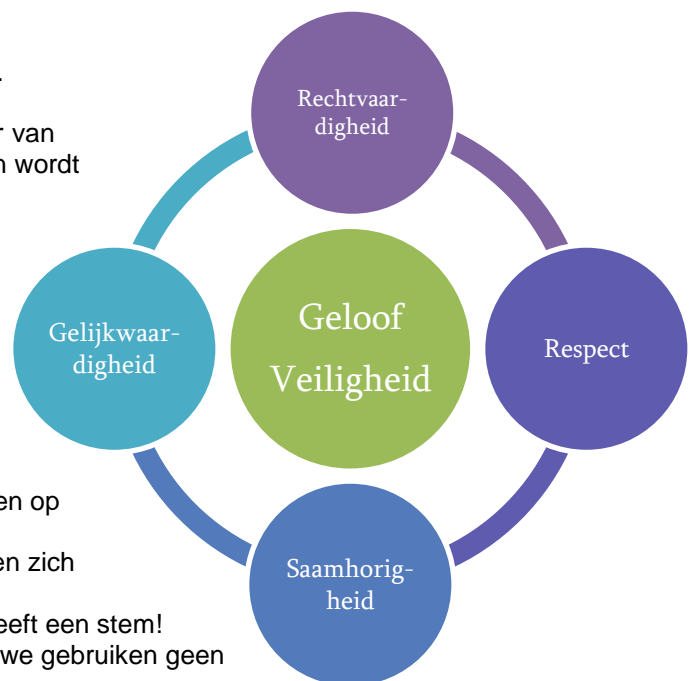 .
van
wordt
Rechtvaar-
digheid
Gelijkwaar-
digheid
Geloof
Veiligheid
Respect
Saamhorig-
heid
en op
en zich
eeft een stem!
we gebruiken geen